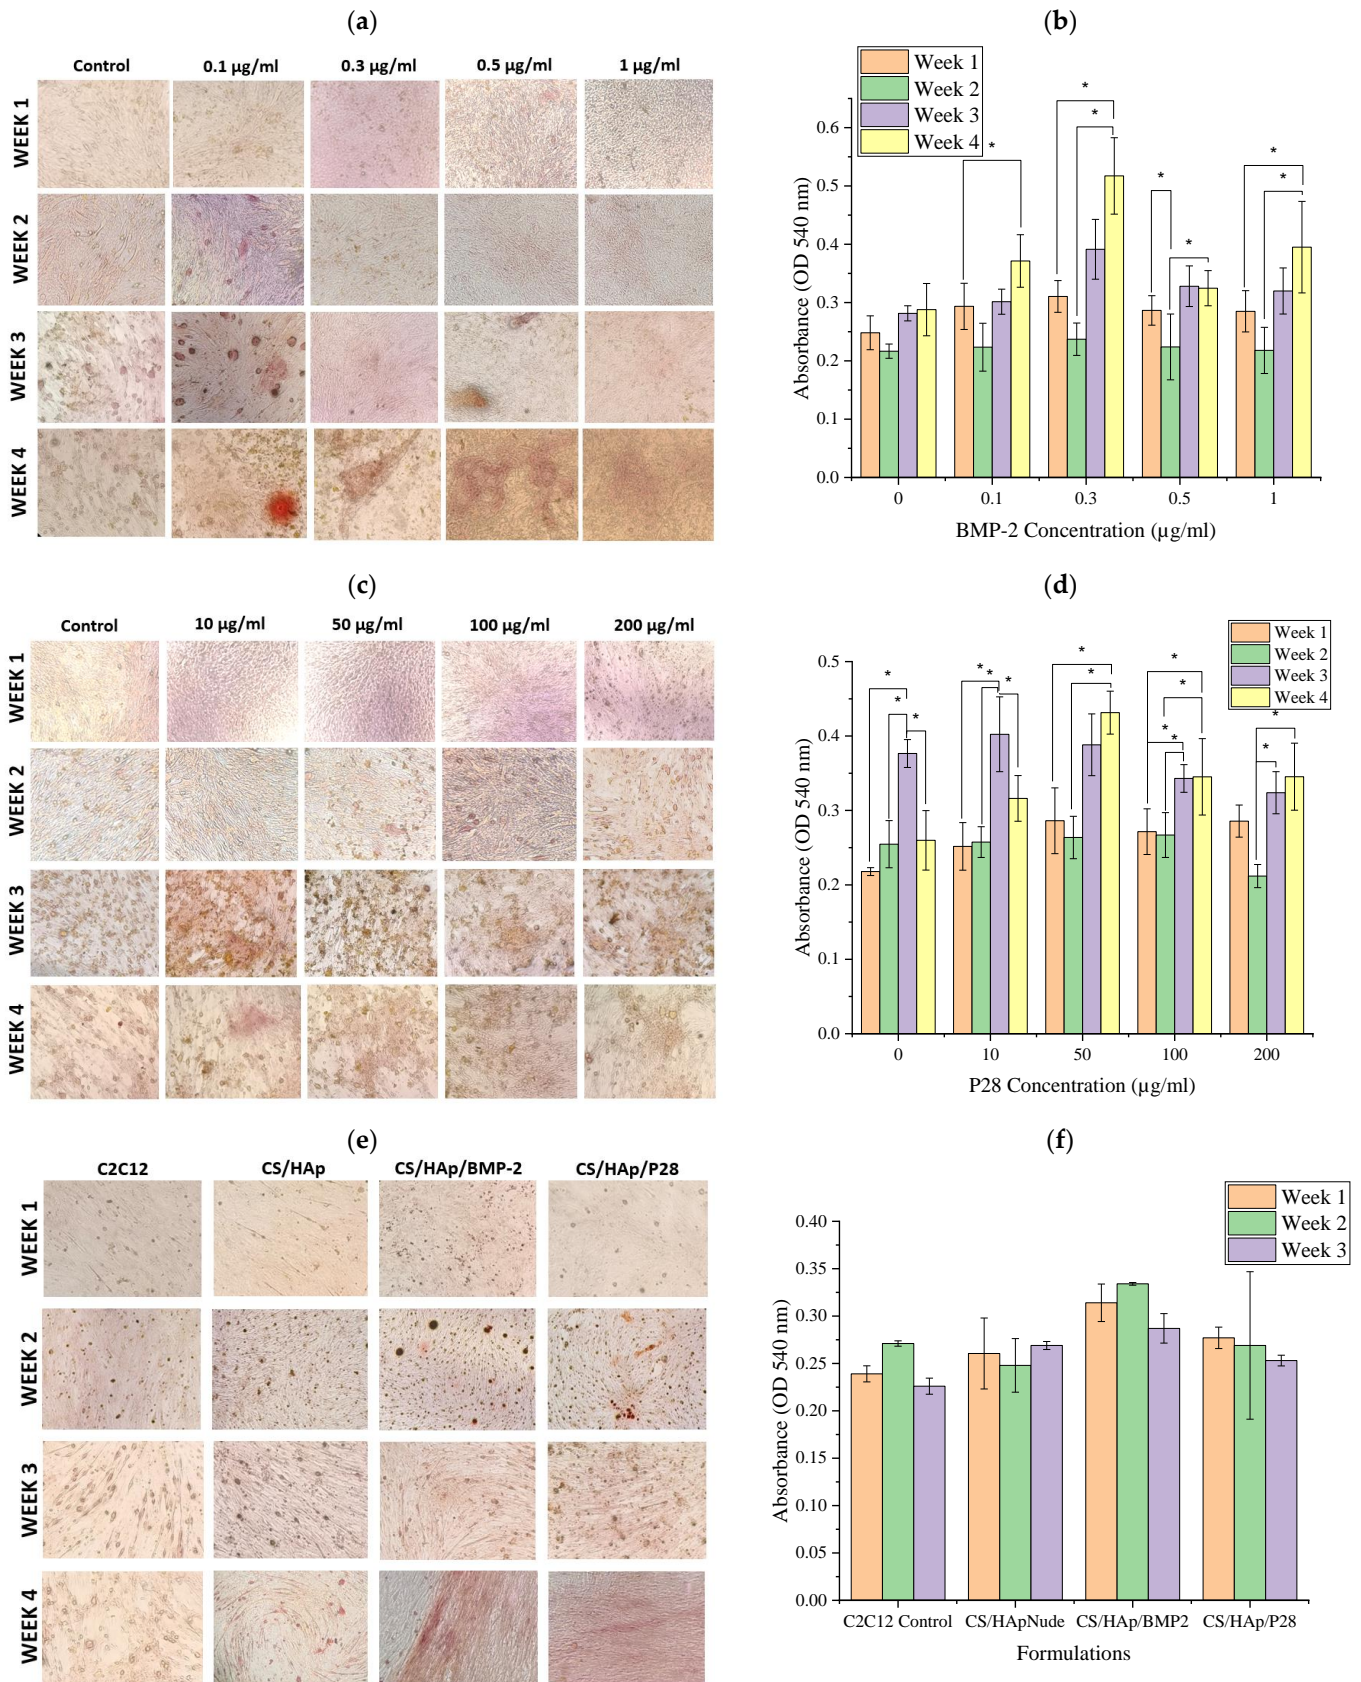 (a)
Control 0.1 µg/ml 0.3 µg/ml 0.5 µg/ml 1 µg/ml
WEEK 1
WEEK 2
WEEK 3
WEEK 4
(b)
Week 1
Week 2
Week 3
Week 4
* * * * * * *
0.6
0.5
0.4
0.3
0.2
0.1
0.0
Absorbance (OD 540 nm)
0 0.1 0.3 0.5 1
BMP-2 Concentration (µg/ml)
(c)
Control 10 µg/ml 50 µg/ml 100 µg/ml 200 µg/ml
WEEK 1
WEEK 2
WEEK 3
WEEK 4
(d)
Week 1
Week 2
Week 3
Week 4
* * * * * * * * * * * * * *
0.5
0.4
0.3
0.2
0.1
0.0
Absorbance (OD 540 nm)
0 10 50 100 200
P28 Concentration (µg/ml)
(e)
C2C12 CS/HAp CS/HAp/BMP-2 CS/HAp/P28
WEEK 1
WEEK 2
WEEK 3
WEEK 4
(f)
Week 1
Week 2
Week 3
0.40
0.35
0.30
0.25
0.20
0.15
0.10
0.05
0.00
Absorbance (OD 540 nm)
C2C12 Control CS/HApNude CS/HAp/BMP2 CS/HAp/P28
Formulations